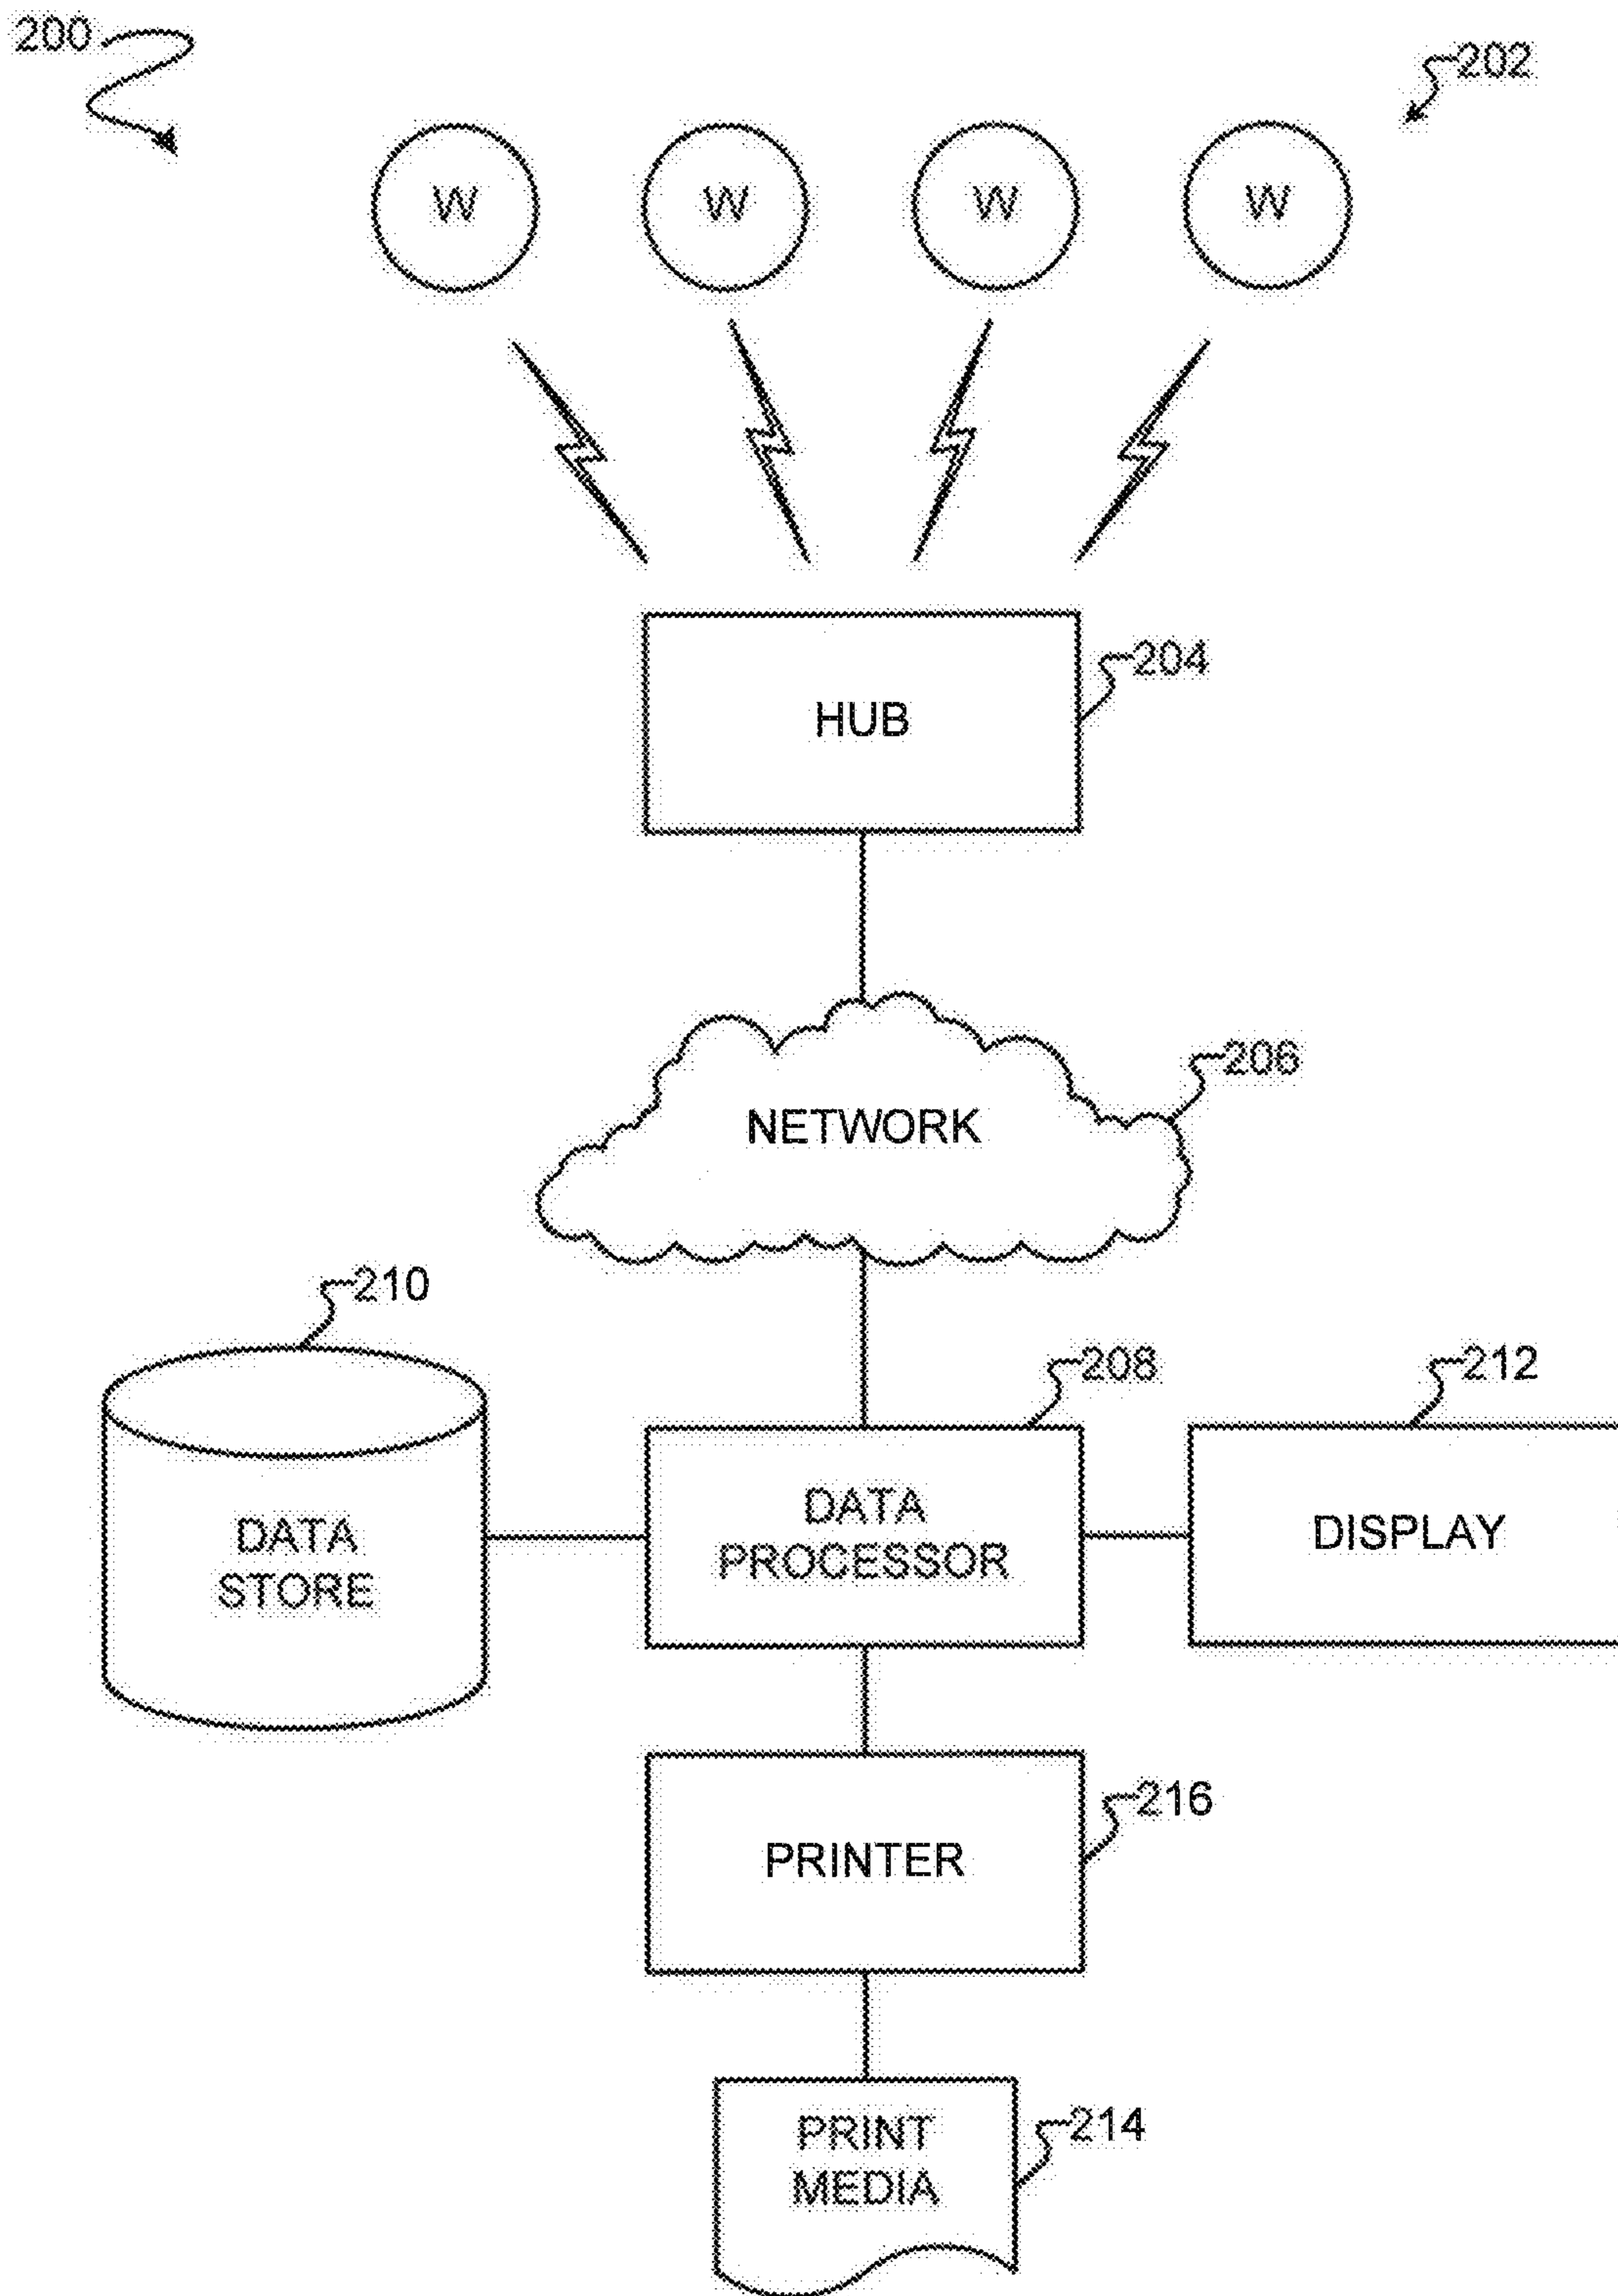 200
202
W W W W
HUB
204
NETWORK
206
210
208
212
DATA
STORE
DATA
PROCESSOR
DISPLAY
PRINTER
216
PRINT
MEDIA
214